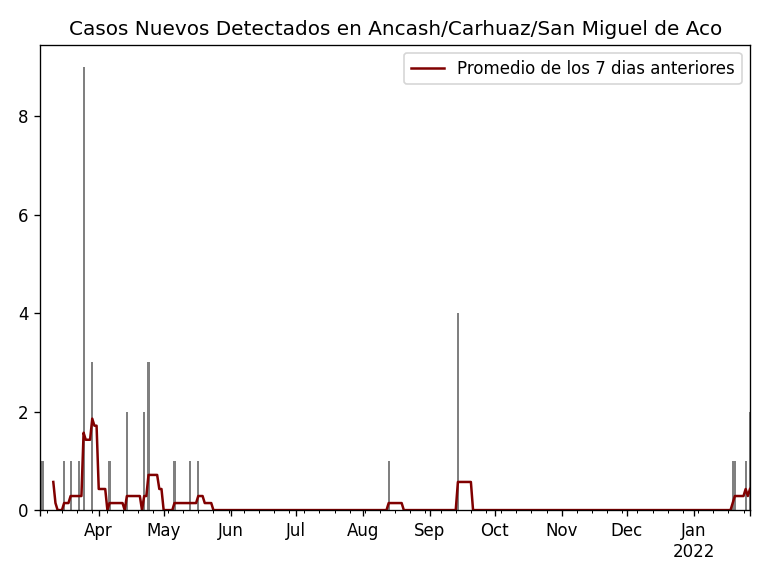 Casos Nuevos Detectados en Ancash/Carhuaz/San Miguel de Aco
Promedio de los 7 dias anteriores
8
6
4
2
0
Apr May Jun Jul Aug Sep Oct Nov Dec Jan
2022